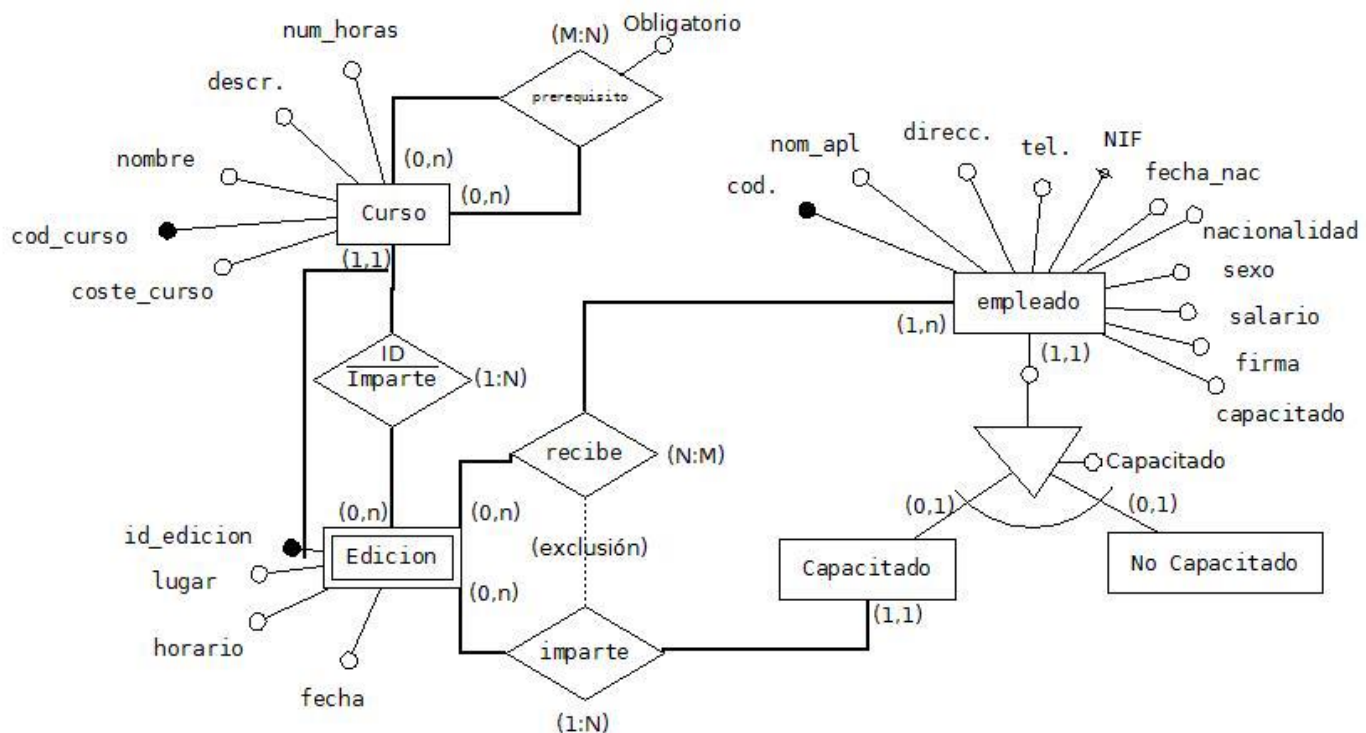 Obligatorio
(M:N)
num_horas
descr.
prerequisito
nombre
(0,n)
(0,n)
Curso
cod_curso
(1,1)
coste_curso
direcc.
NIF
nom_apl
tel.
cod.
fecha_nac
nacionalidad
sexo
empleado
salario
(1,n)
(1,1)
firma
capacitado
ID
Imparte
(1:N)
recibe
(N:M)
Capacitado
(0,1)
(0,1)
(0,n)
(0,n)
id_edicion
(exclusión)
Edicion
lugar
Capacitado
No Capacitado
(0,n)
(1,1)
horario
imparte
fecha
(1:N)